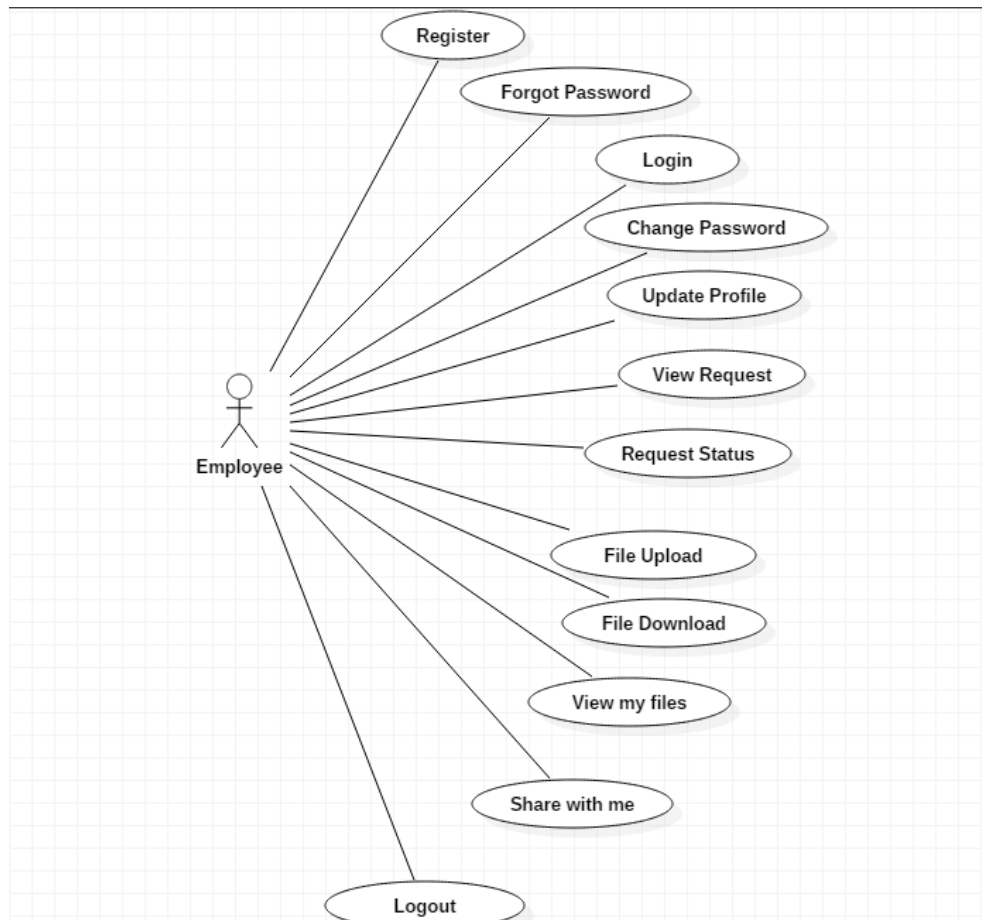 Register
Forgot Password
Login
Change Password
Update Profile
View Request
Employee
Request Status
File Upload
File Download
View my files
Share with me
Logout